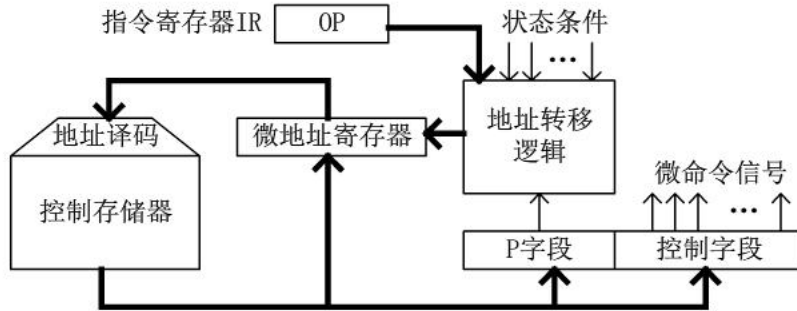 指令寄存器IR
OP
状态条件
...
地址译码
微地址寄存器
地址转移
逻辑
控制存储器
微命令信号
...
P字段
控制字段